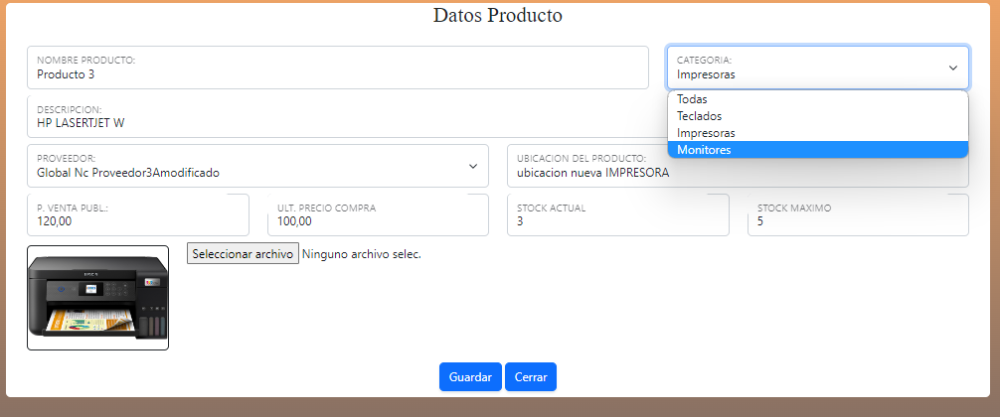 Datos Producto
NOMBRE PRODUCTO:
Producto 3
CATEGORIA:
Impresoras
Todas
Teclados
Impresoras
Monitores
DESCRIPCION:
HP LASERTJET W
PROVEEDOR:
Global Nc Proveedor3Amodificado
UBICACION DEL PRODUCTO:
ubicacion nueva IMPRESORA
P. VENTA PUBL.:
120,00
ULT. PRECIO COMPRA
100,00
STOCK ACTUAL
3
STOCK MAXIMO
5
Seleccionar archivo Ninguno archivo selec.
Guardar Cerrar